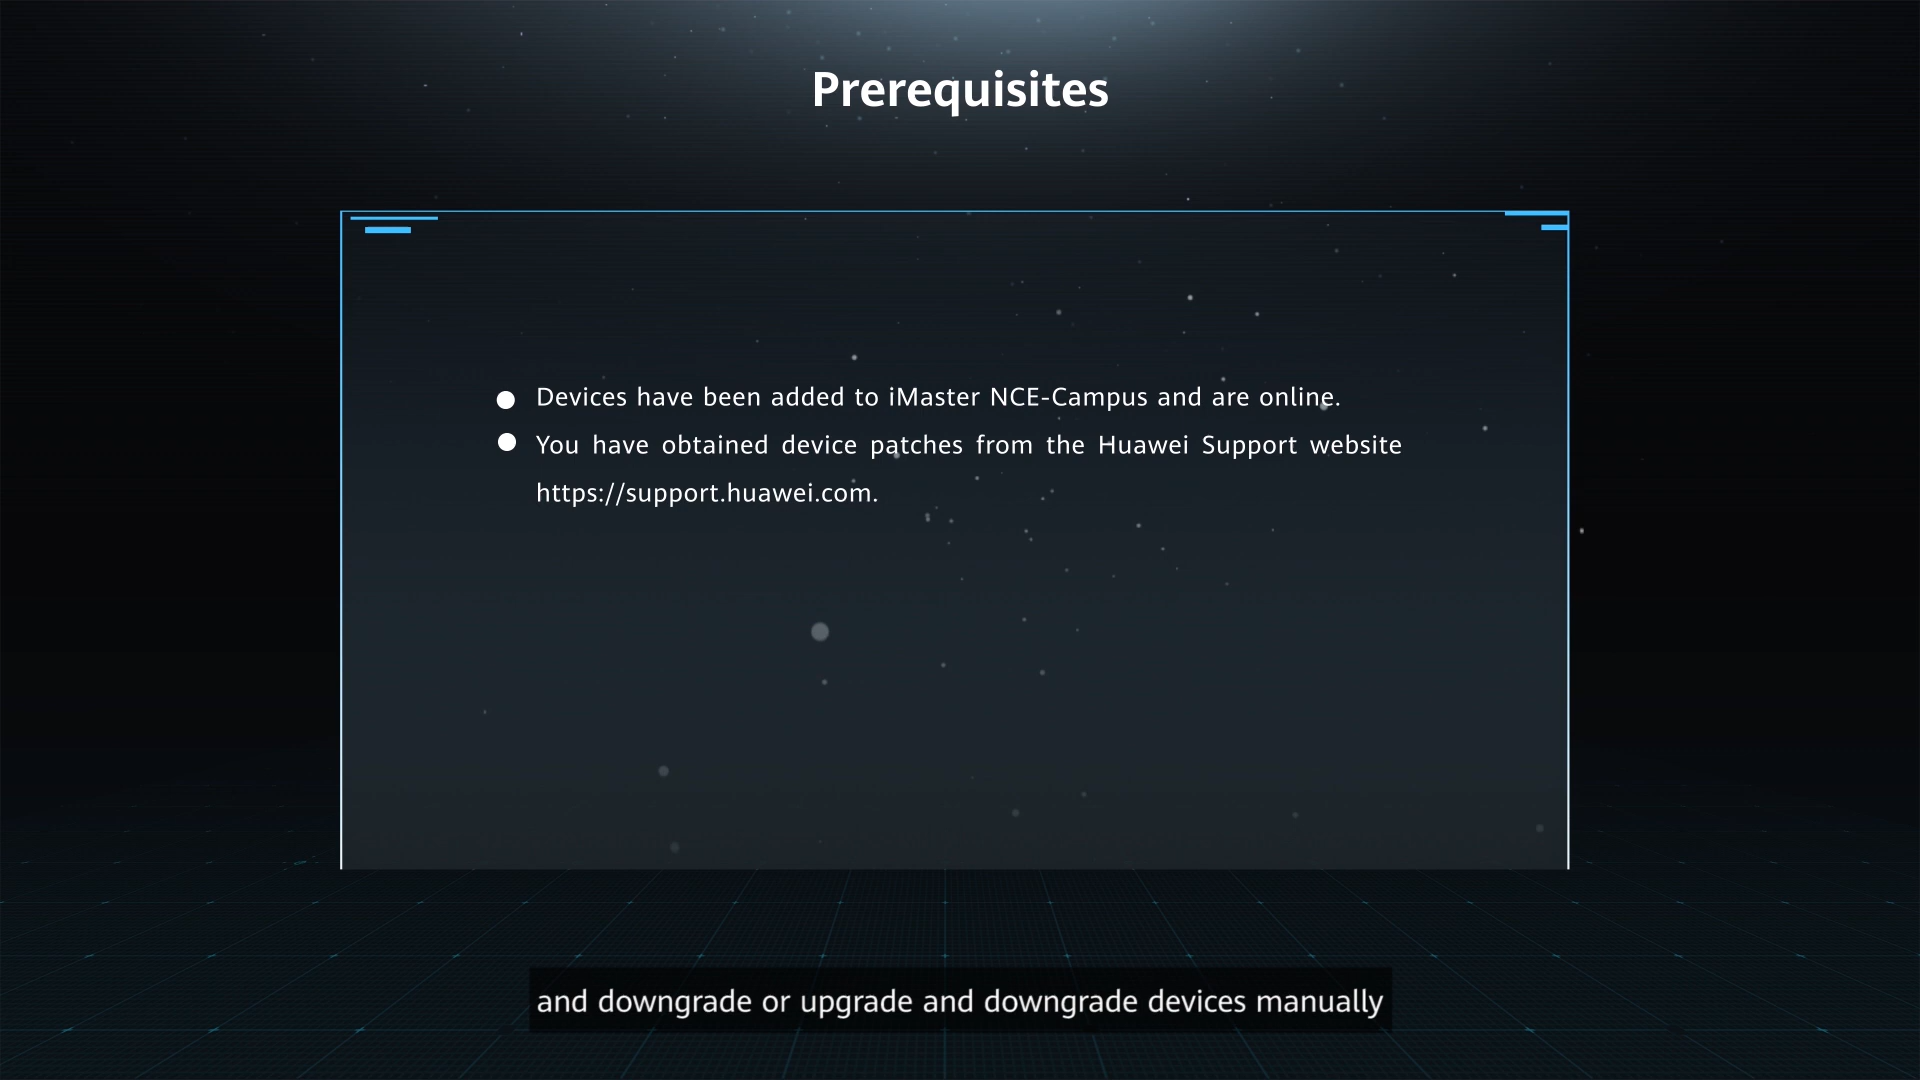 Prerequisites
Devices have been added to iMaster NCE-Campus and are online.
You have obtained device patches from the Huawei Support website
https://support.huawei.com.
and downgrade or upgrade and downgrade devices manually